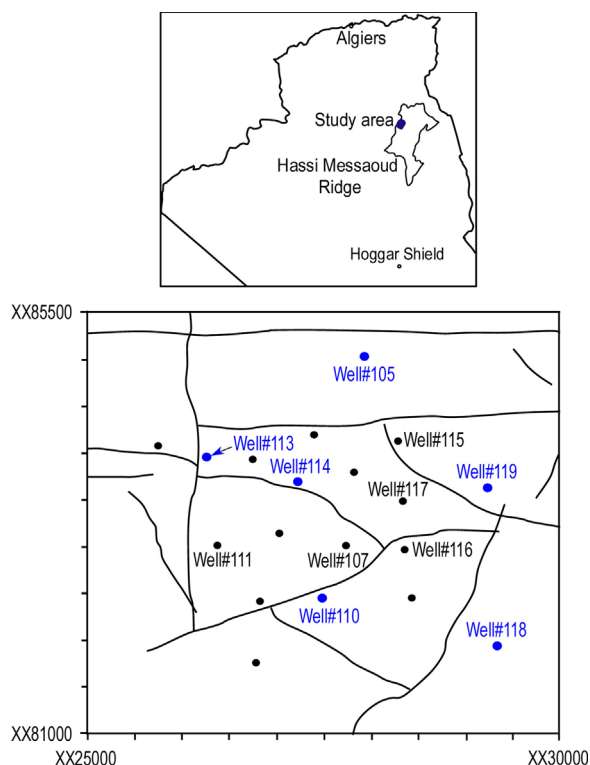 Algiers
Study area
Hassi Messaoud
Ridge
Hoggar Shield
XX85500
Well#105
Well#113
Well#115
Well#114
Well#119
Well#117
Well#111
Well#107
Well#116
Well#110
Well#118
XX81000
XX25000
XX30000